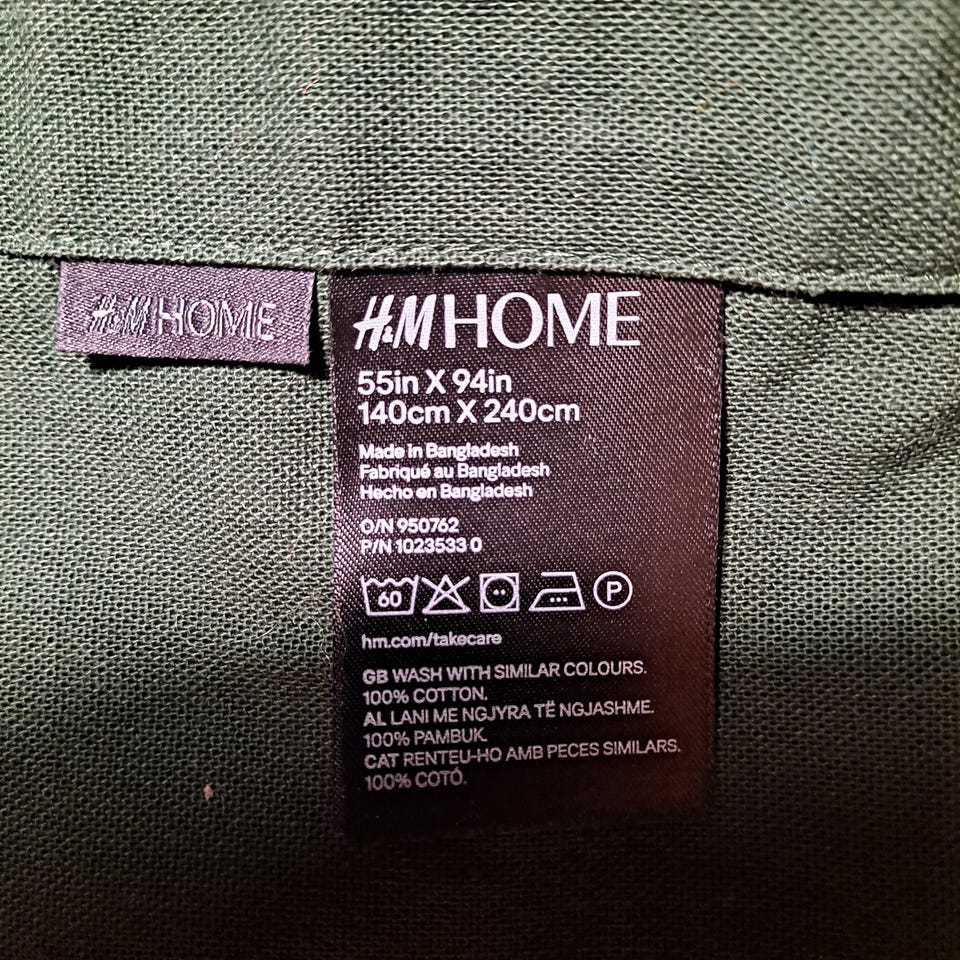 H&M HOME
H&M HOME
55in X 94in
140cm X 240cm
Made in Bangladesh
Fabriqué au Bangladesh
Hecho en Bangladesh
O/N 950762
P/N 1023533 0
60 P
hm.com/takecare
GB WASH WITH SIMILAR COLOURS.
100% COTTON.
AL LANI ME NGJYRA TË NGJASHME.
100% PAMBUK.
CAT RENTEU-HO AMB PECES SIMILARS.
100% COTÓ.